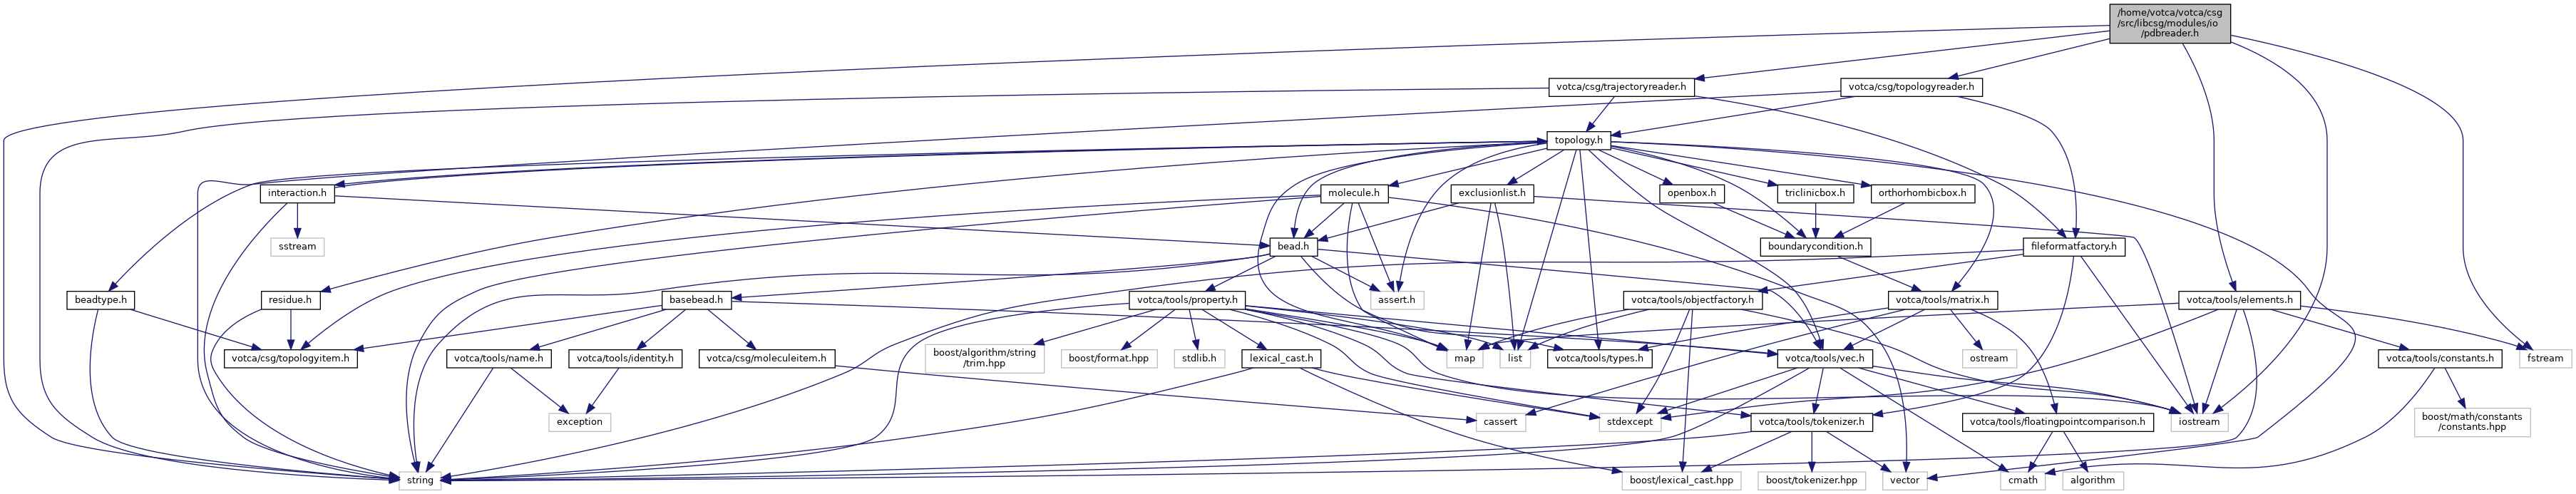 /home/votca/votca/csg
/src/libcsg/modules/io
/pdbreader.h
votca/csg/trajectoryreader.h
votca/csg/topologyreader.h
topology.h
interaction.h
molecule.h
exclusionlist.h
openbox.h
triclinicbox.h
orthorhombicbox.h
sstream
bead.h
boundarycondition.h
fileformatfactory.h
beadtype.h
residue.h
basebead.h
votca/tools/property.h
assert.h
votca/tools/objectfactory.h
votca/tools/matrix.h
votca/tools/elements.h
votca/csg/topologyitem.h
votca/tools/name.h
votca/tools/identity.h
votca/csg/moleculeitem.h
boost/algorithm/string
/trim.hpp
boost/format.hpp
stdlib.h
lexical_cast.h
map
list
votca/tools/types.h
votca/tools/vec.h
ostream
votca/tools/constants.h
fstream
exception
cassert
stdexcept
votca/tools/tokenizer.h
votca/tools/floatingpointcomparison.h
iostream
boost/math/constants
/constants.hpp
string
boost/lexical_cast.hpp
boost/tokenizer.hpp
vector
cmath
algorithm